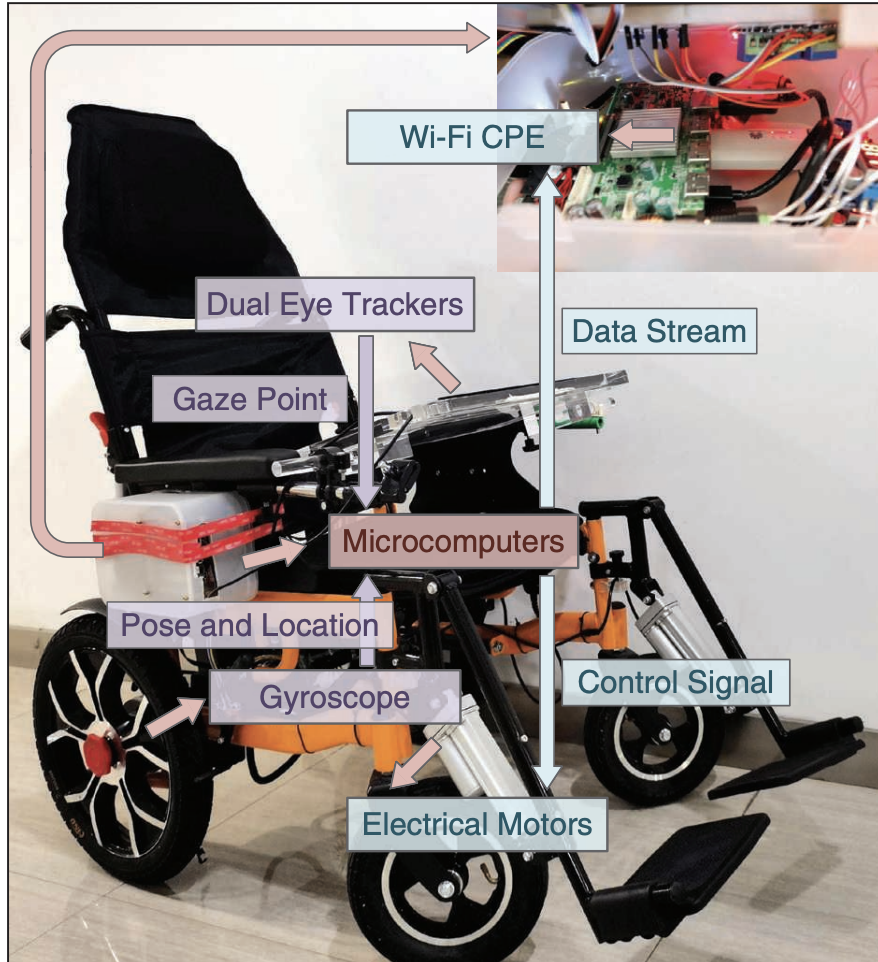 Wi-Fi CPE
Dual Eye Trackers
Data Stream
Gaze Point
Microcomputers
Pose and Location
Control Signal
Gyroscope
Electrical Motors